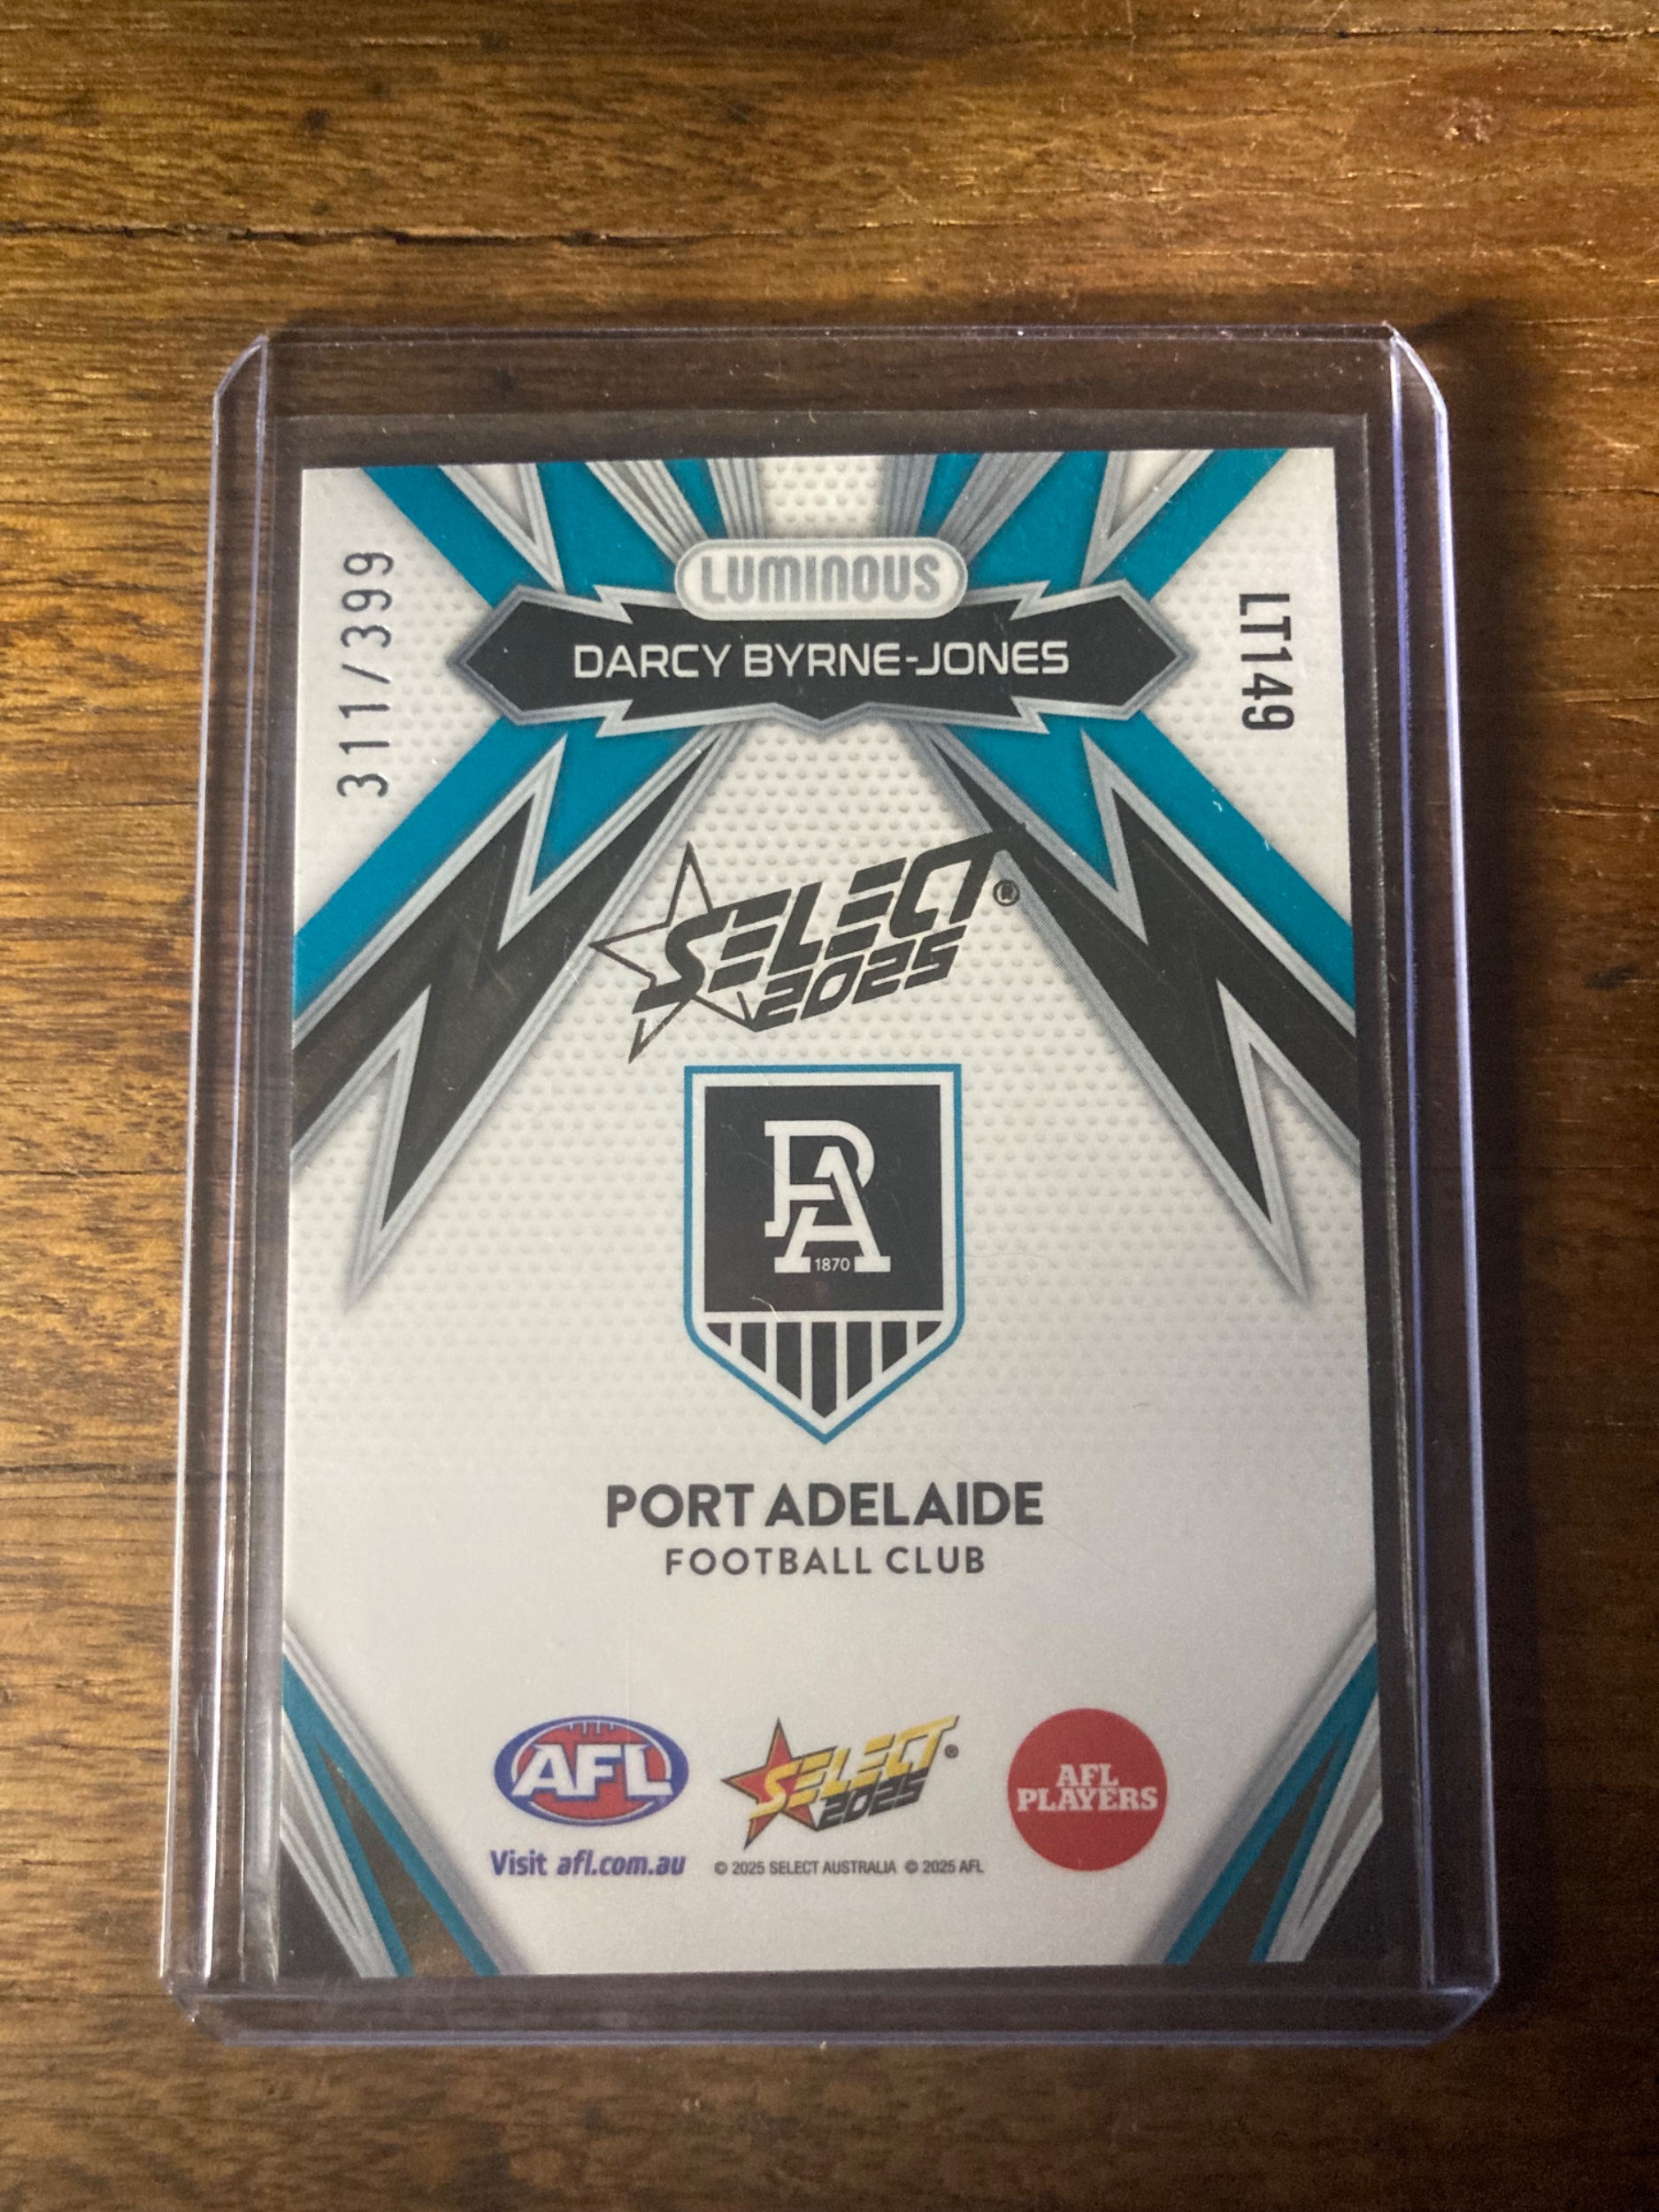 LUMINOUS
DARCY BYRNE-JONES
311/399
LT149
SELECT®
2025
PA
1870
PORT ADELAIDE
FOOTBALL CLUB
AFL
Visit afl.com.au
SELECT®
2025
© 2025 SELECT AUSTRALIA © 2025 AFL
AFL
PLAYERS